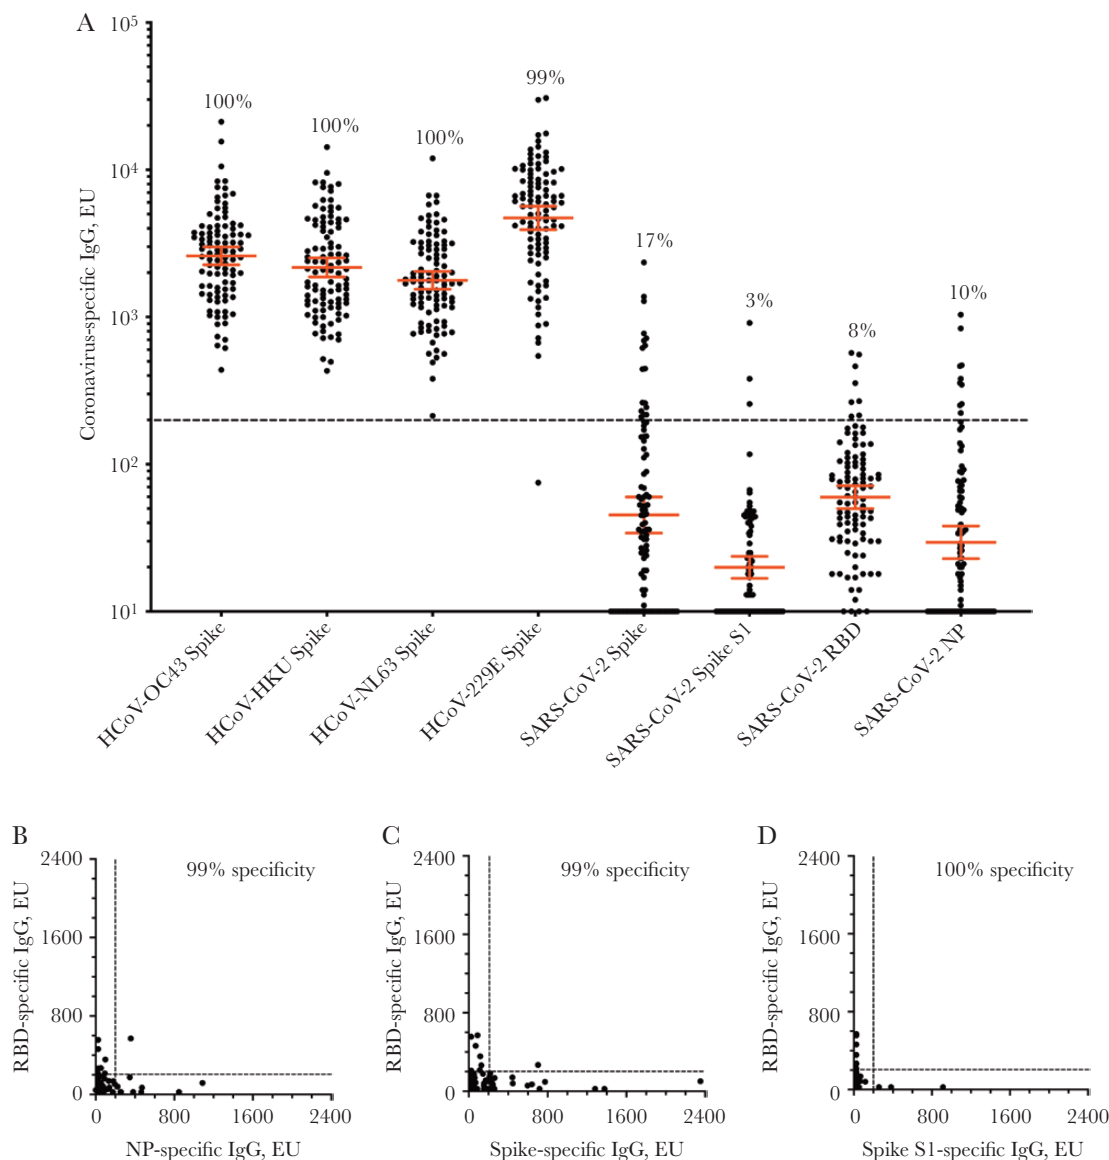 A
Coronavirus-specific IgG, EU
10⁵
10⁴
10³
10²
10¹
100%
100%
100%
99%
17%
3%
8%
10%
HCoV-OC43 Spike
HCoV-HKU Spike
HCoV-NL63 Spike
HCoV-229E Spike
SARS-CoV-2 Spike
SARS-CoV-2 Spike S1
SARS-CoV-2 RBD
SARS-CoV-2 NP
B
RBD-specific IgG, EU
2400
1600
800
0
99% specificity
0 800 1600 2400
NP-specific IgG, EU
C
RBD-specific IgG, EU
2400
1600
800
0
99% specificity
0 800 1600 2400
Spike-specific IgG, EU
D
RBD-specific IgG, EU
2400
1600
800
0
100% specificity
0 800 1600 2400
Spike S1-specific IgG, EU